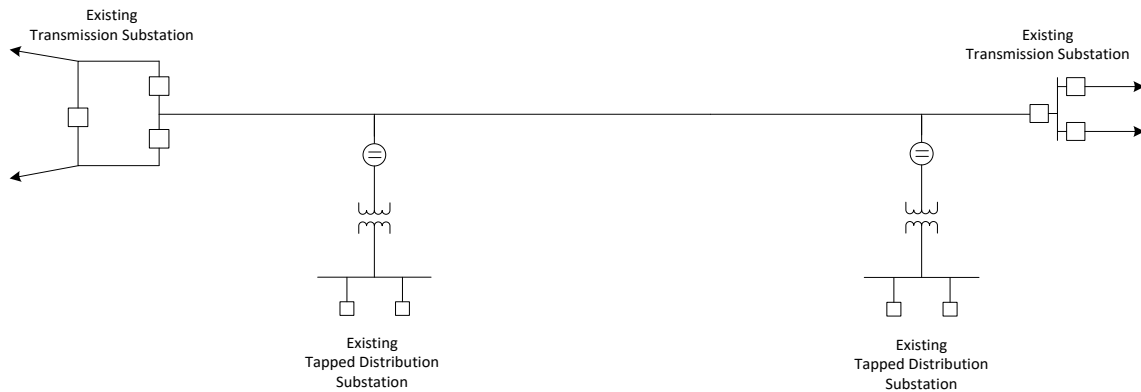 Existing
Transmission Substation
Existing
Transmission Substation
Existing
Tapped Distribution
Substation
Existing
Tapped Distribution
Substation